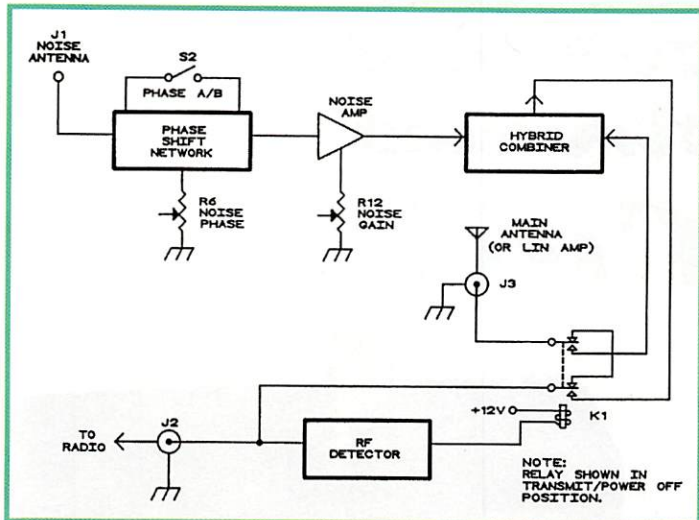 J1
NOISE
ANTENNA
S2
PHASE A/B
PHASE
SHIFT
NETWORK
R6
NOISE
PHASE
NOISE
AMP
R12
NOISE
GAIN
HYBRID
COMBINER
MAIN
ANTENNA
(OR LIN AMP)
J3
+12V
K1
J2
TO
RADIO
RF
DETECTOR
NOTE:
RELAY SHOWN IN
TRANSMIT/POWER OFF
POSITION.